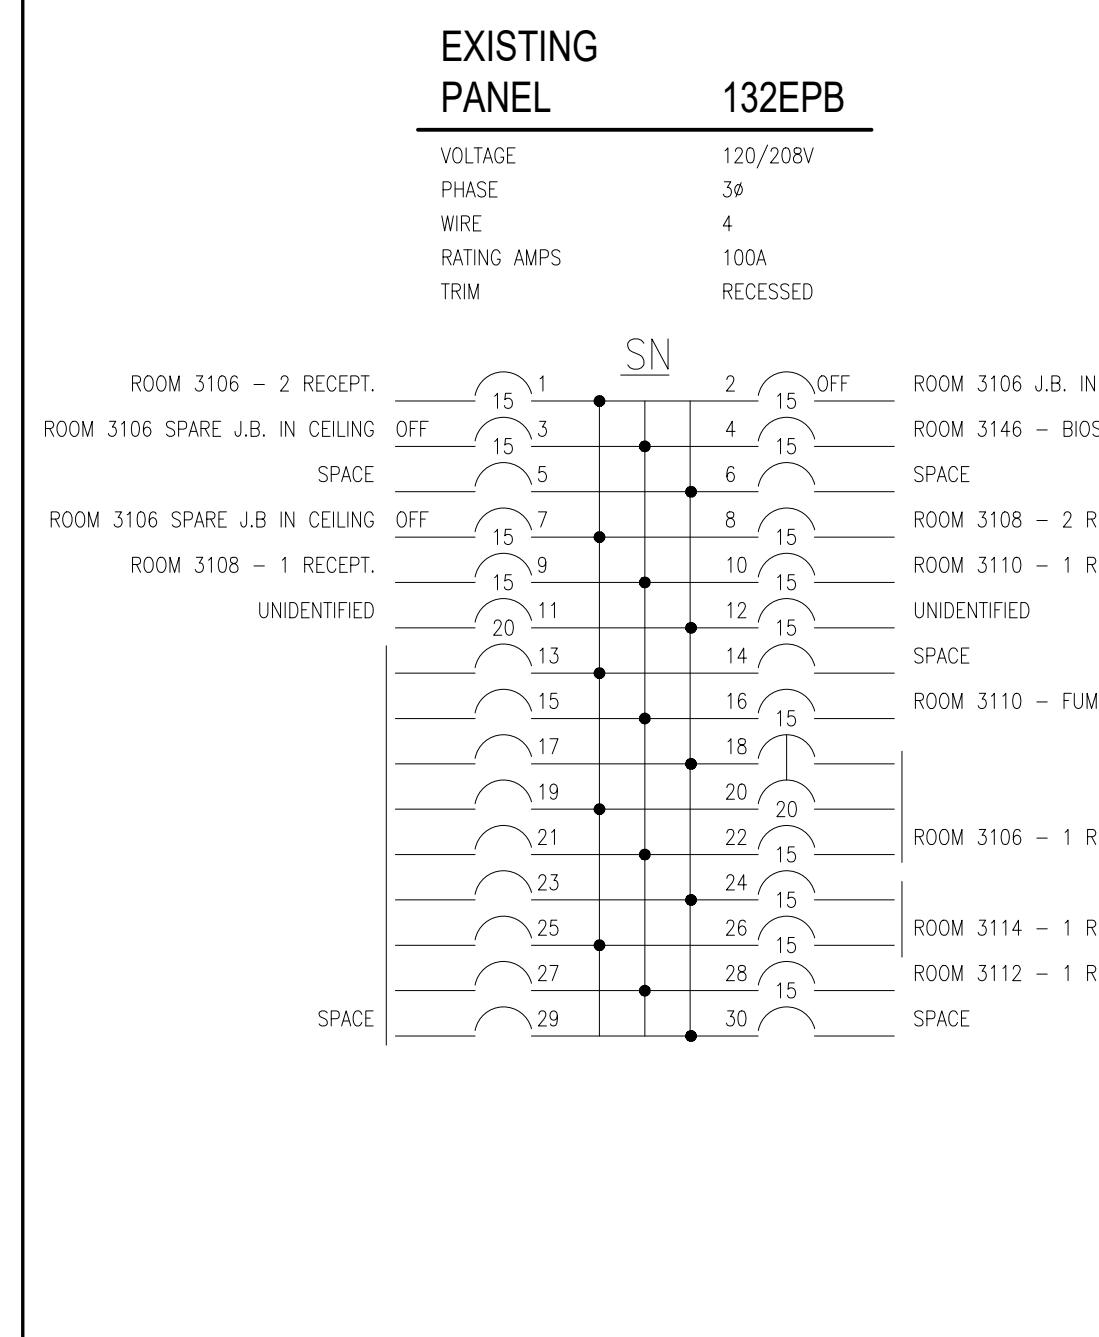 EXISTING
PANEL 132EPB
VOLTAGE 120/208V
PHASE 3ø
WIRE 4
RATING AMPS 100A
TRIM RECESSED
SN
ROOM 3106 - 2 RECEPT. 15 1 2 15 OFF ROOM 3106 J.B. IN
ROOM 3106 SPARE J.B. IN CEILING OFF 15 3 4 15 ROOM 3146 - BIOS
SPACE 5 6 SPACE
ROOM 3106 SPARE J.B IN CEILING OFF 15 7 8 15 ROOM 3108 - 2 R
ROOM 3108 - 1 RECEPT. 15 9 10 15 ROOM 3110 - 1 R
UNIDENTIFIED 20 11 12 15 UNIDENTIFIED
13 14 SPACE
15 16 15 ROOM 3110 - FUM
17 18
19 20 20
21 22 15 ROOM 3106 - 1 R
23 24 15
25 26 15 ROOM 3114 - 1 R
27 28 15 ROOM 3112 - 1 R
SPACE 29 30 SPACE